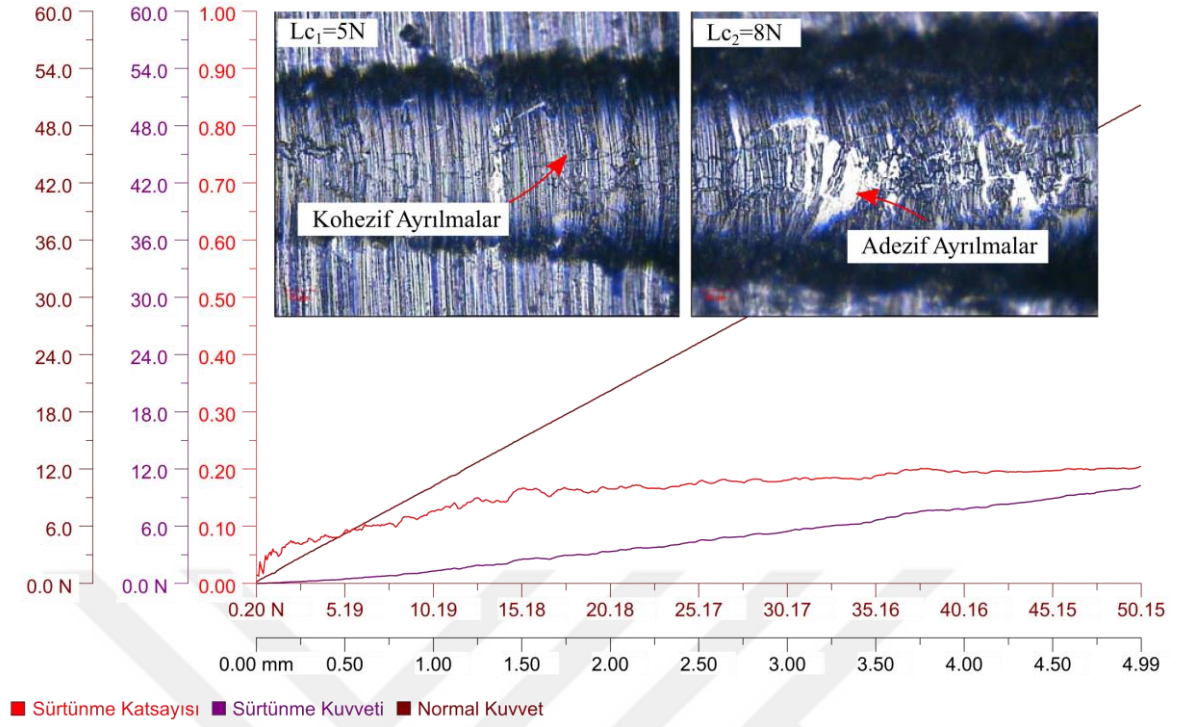 60.0 60.0 1.00
54.0 54.0 0.90
48.0 48.0 0.80
42.0 42.0 0.70
36.0 36.0 0.60
30.0 30.0 0.50
24.0 24.0 0.40
18.0 18.0 0.30
12.0 12.0 0.20
6.0 6.0 0.10
0.0 N 0.0 N 0.00
Lc₁=5N
Kohezif Ayrılmalar
Lc₂=8N
Adezif Ayrılmalar
0.20 N 5.19 10.19 15.18 20.18 25.17 30.17 35.16 40.16 45.15 50.15
0.00 mm 0.50 1.00 1.50 2.00 2.50 3.00 3.50 4.00 4.50 4.99
Sürtünme Katsayısı Sürtünme Kuvveti Normal Kuvvet